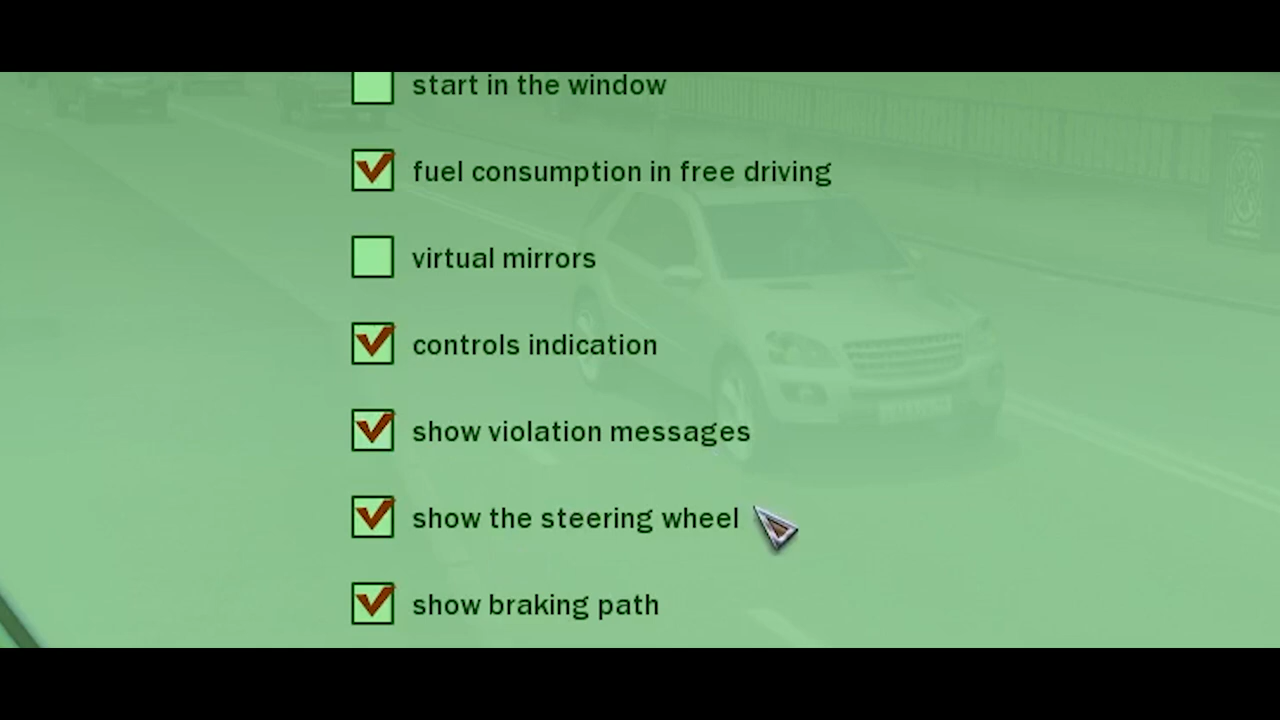 start in the window
fuel consumption in free driving
virtual mirrors
controls indication
show violation messages
show the steering wheel
show braking path